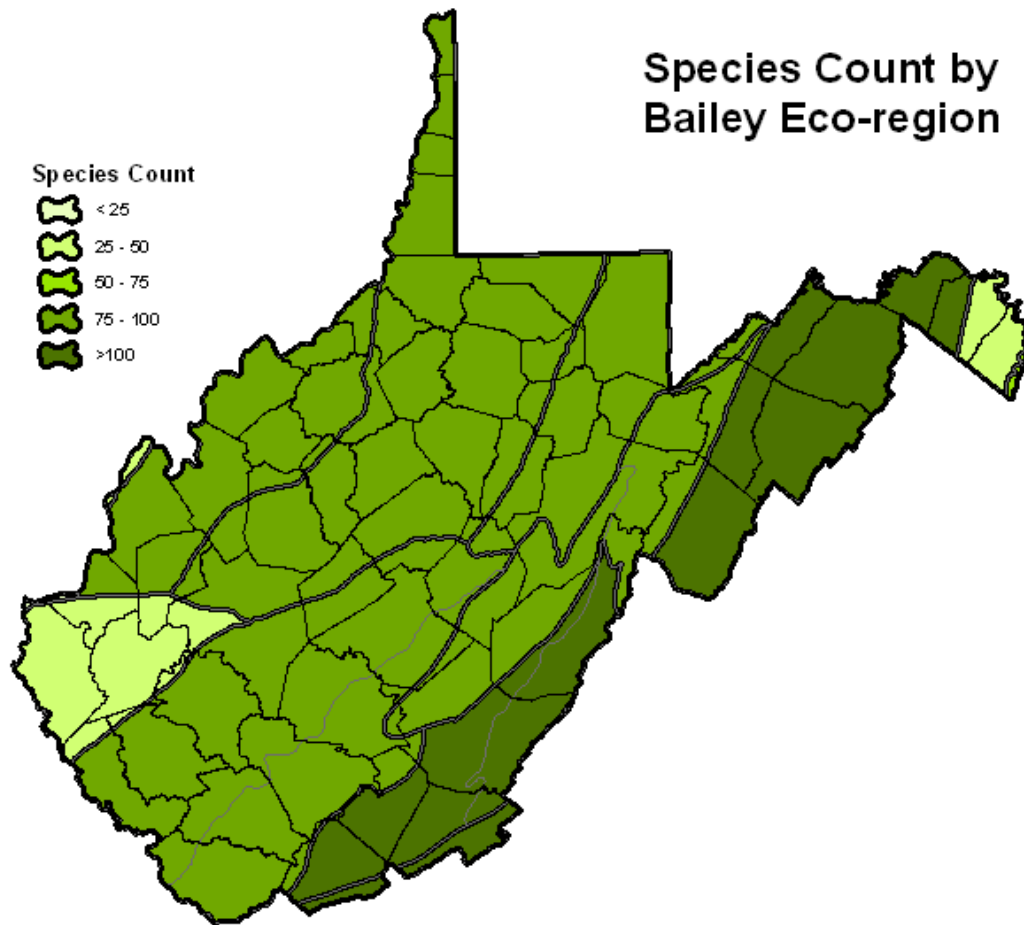 Species Count by
Bailey Eco-region
Species Count
< 25
25 - 50
50 - 75
75 - 100
>100